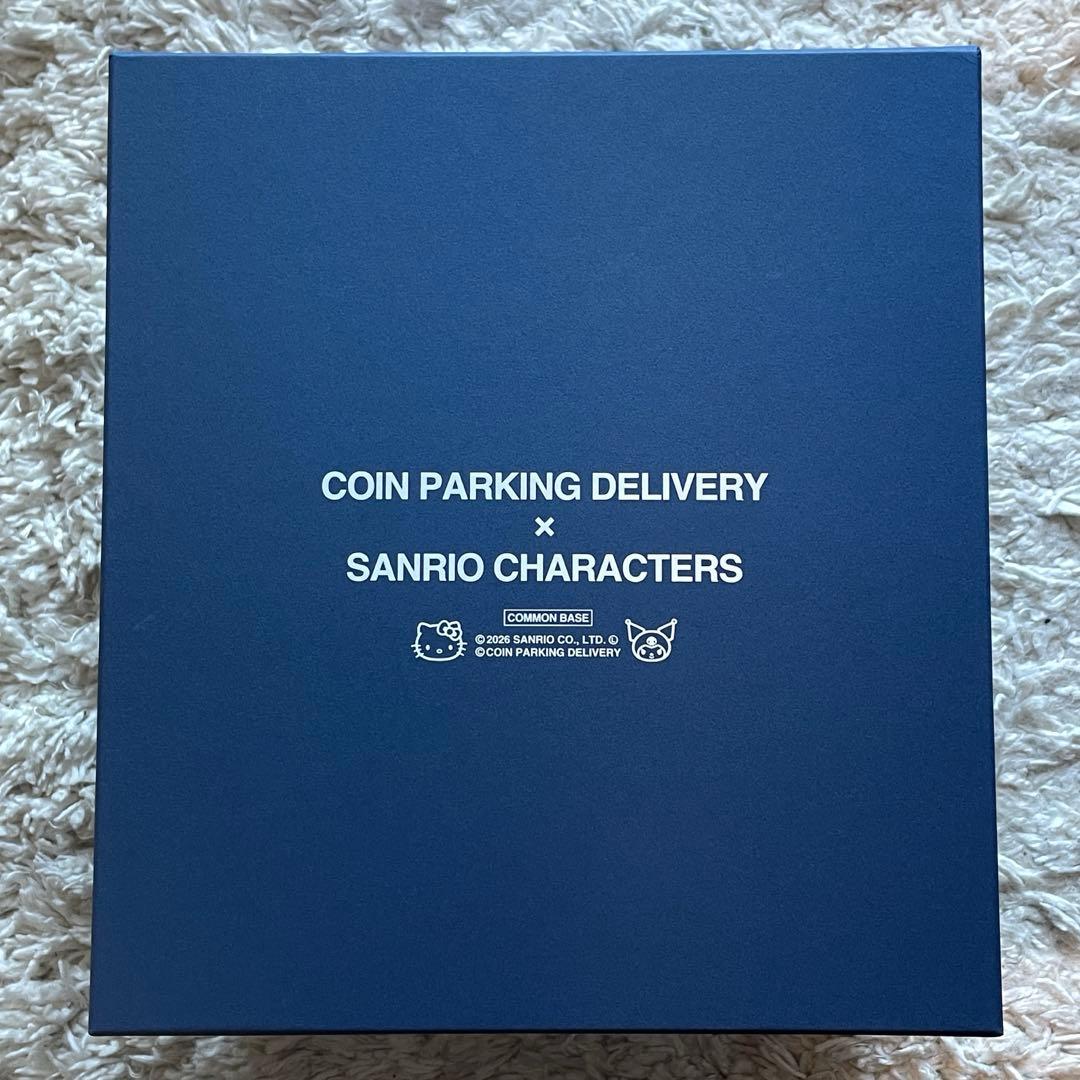 COIN PARKING DELIVERY
×
SANRIO CHARACTERS
COMMON BASE
©2026 SANRIO CO., LTD. Ⓛ
©COIN PARKING DELIVERY